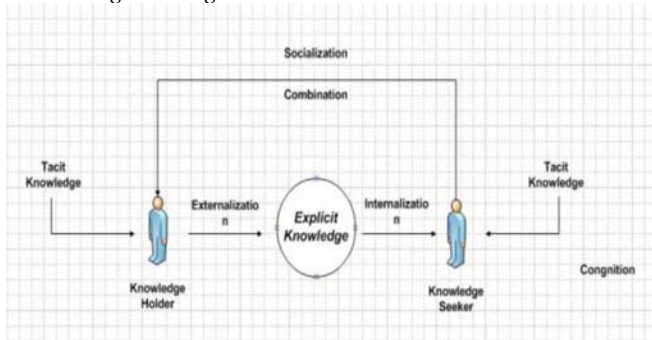 Socialization
Combination
Tacit
Knowledge
Tacit
Knowledge
Externalizatio
n
Explicit
Knowledge
Internalizatio
n
Congnition
Knowledge
Holder
Knowledge
Seeker